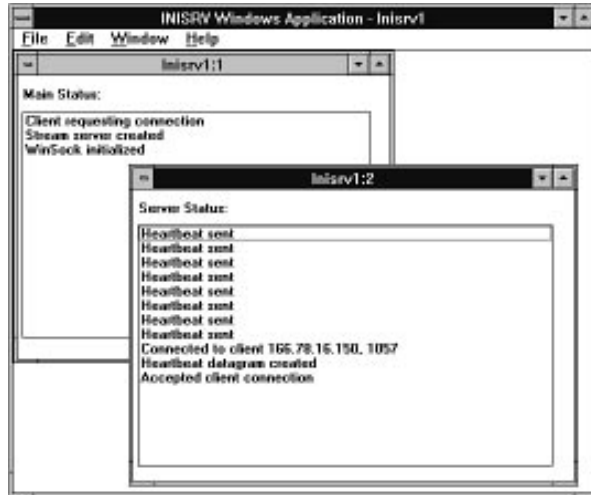 INISRV Windows Application - Inisrv1
File Edit Window Help
Inisrv1:1
Main Status:
Client requesting connection
Stream server created
WinSock initialized
Inisrv1:2
Server Status:
Heartbeat sent
Heartbeat sent
Heartbeat sent
Heartbeat sent
Heartbeat sent
Heartbeat sent
Heartbeat sent
Heartbeat sent
Connected to client 166.78.16.150, 1057
Heartbeat datagram created
Accepted client connection